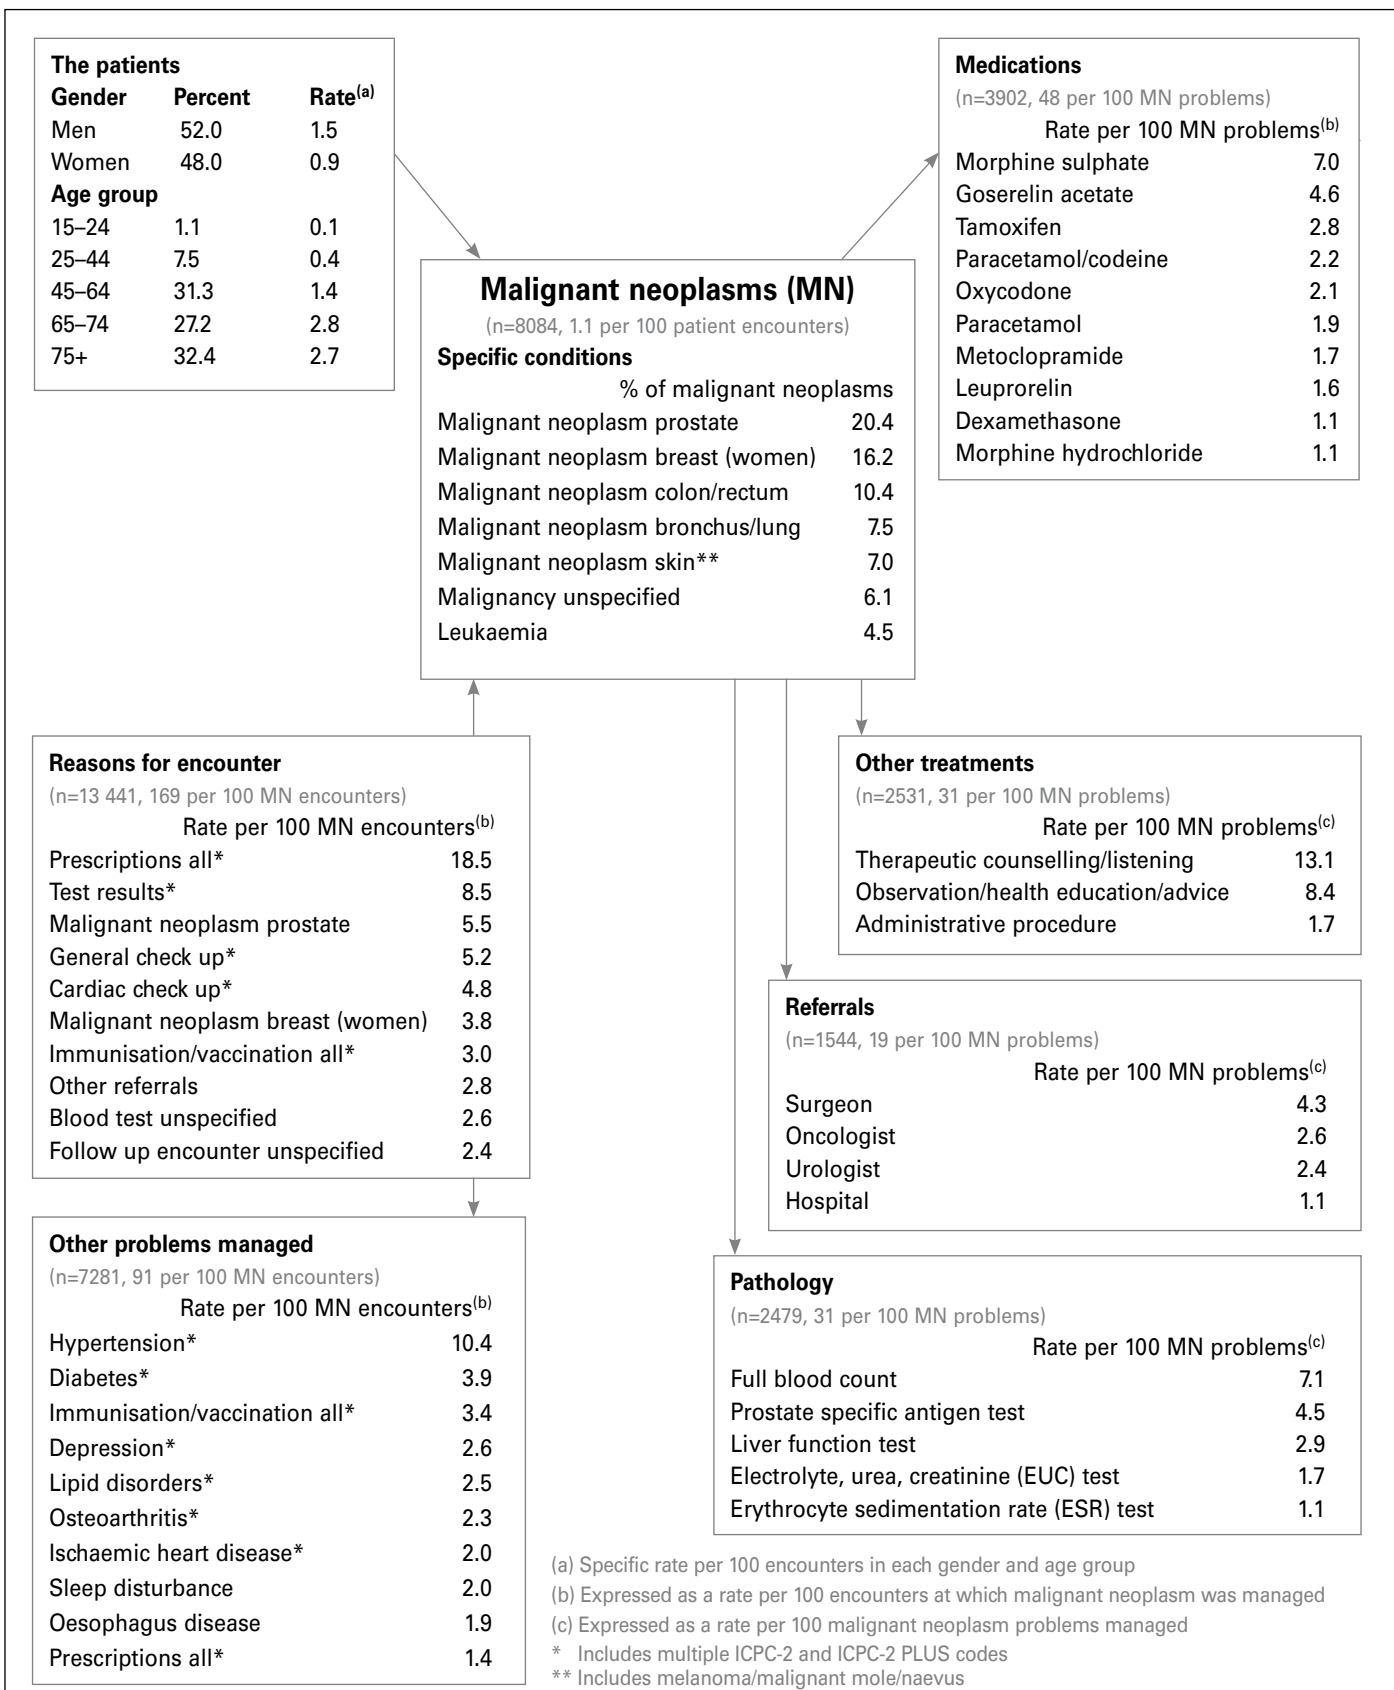 The patients
Gender Percent Rate(a)
Men 52.0 1.5
Women 48.0 0.9
Age group
15–24 1.1 0.1
25–44 7.5 0.4
45–64 31.3 1.4
65–74 27.2 2.8
75+ 32.4 2.7
Medications
(n=3902, 48 per 100 MN problems)
Rate per 100 MN problems(b)
Morphine sulphate 7.0
Goserelin acetate 4.6
Tamoxifen 2.8
Paracetamol/codeine 2.2
Oxycodone 2.1
Paracetamol 1.9
Metoclopramide 1.7
Leuprorelin 1.6
Dexamethasone 1.1
Morphine hydrochloride 1.1
Malignant neoplasms (MN)
(n=8084, 1.1 per 100 patient encounters)
Specific conditions
% of malignant neoplasms
Malignant neoplasm prostate 20.4
Malignant neoplasm breast (women) 16.2
Malignant neoplasm colon/rectum 10.4
Malignant neoplasm bronchus/lung 7.5
Malignant neoplasm skin** 7.0
Malignancy unspecified 6.1
Leukaemia 4.5
Reasons for encounter
(n=13 441, 169 per 100 MN encounters)
Rate per 100 MN encounters(b)
Prescriptions all* 18.5
Test results* 8.5
Malignant neoplasm prostate 5.5
General check up* 5.2
Cardiac check up* 4.8
Malignant neoplasm breast (women) 3.8
Immunisation/vaccination all* 3.0
Other referrals 2.8
Blood test unspecified 2.6
Follow up encounter unspecified 2.4
Other treatments
(n=2531, 31 per 100 MN problems)
Rate per 100 MN problems(c)
Therapeutic counselling/listening 13.1
Observation/health education/advice 8.4
Administrative procedure 1.7
Referrals
(n=1544, 19 per 100 MN problems)
Rate per 100 MN problems(c)
Surgeon 4.3
Oncologist 2.6
Urologist 2.4
Hospital 1.1
Other problems managed
(n=7281, 91 per 100 MN encounters)
Rate per 100 MN encounters(b)
Hypertension* 10.4
Diabetes* 3.9
Immunisation/vaccination all* 3.4
Depression* 2.6
Lipid disorders* 2.5
Osteoarthritis* 2.3
Ischaemic heart disease* 2.0
Sleep disturbance 2.0
Oesophagus disease 1.9
Prescriptions all* 1.4
Pathology
(n=2479, 31 per 100 MN problems)
Rate per 100 MN problems(c)
Full blood count 7.1
Prostate specific antigen test 4.5
Liver function test 2.9
Electrolyte, urea, creatinine (EUC) test 1.7
Erythrocyte sedimentation rate (ESR) test 1.1
(a) Specific rate per 100 encounters in each gender and age group
(b) Expressed as a rate per 100 encounters at which malignant neoplasm was managed
(c) Expressed as a rate per 100 malignant neoplasm problems managed
* Includes multiple ICPC-2 and ICPC-2 PLUS codes
** Includes melanoma/malignant mole/naevus